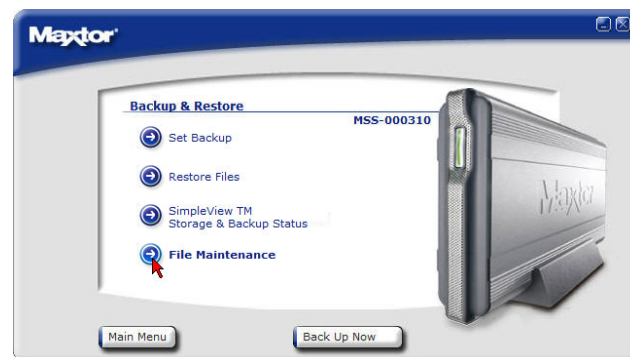 Maxtor
Backup & Restore
MSS-000310
Set Backup
Restore Files
SimpleView TM
Storage & Backup Status
File Maintenance
Maxtor
Main Menu
Back Up Now